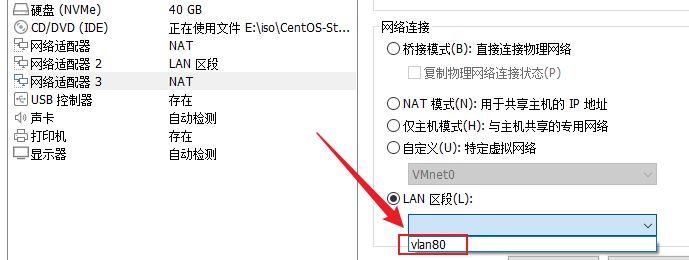 硬盘 (NVMe) 40 GB
CD/DVD (IDE) 正在使用文件 E:\iso\CentOS-St...
网络适配器 NAT
网络适配器 2 LAN 区段
网络适配器 3 NAT
USB 控制器 存在
声卡 自动检测
打印机 存在
显示器 自动检测
网络连接
桥接模式(B): 直接连接物理网络
复制物理网络连接状态(P)
NAT 模式(N): 用于共享主机的 IP 地址
仅主机模式(H): 与主机共享的专用网络
自定义(U): 特定虚拟网络
VMnet0
LAN 区段(L):
vlan80